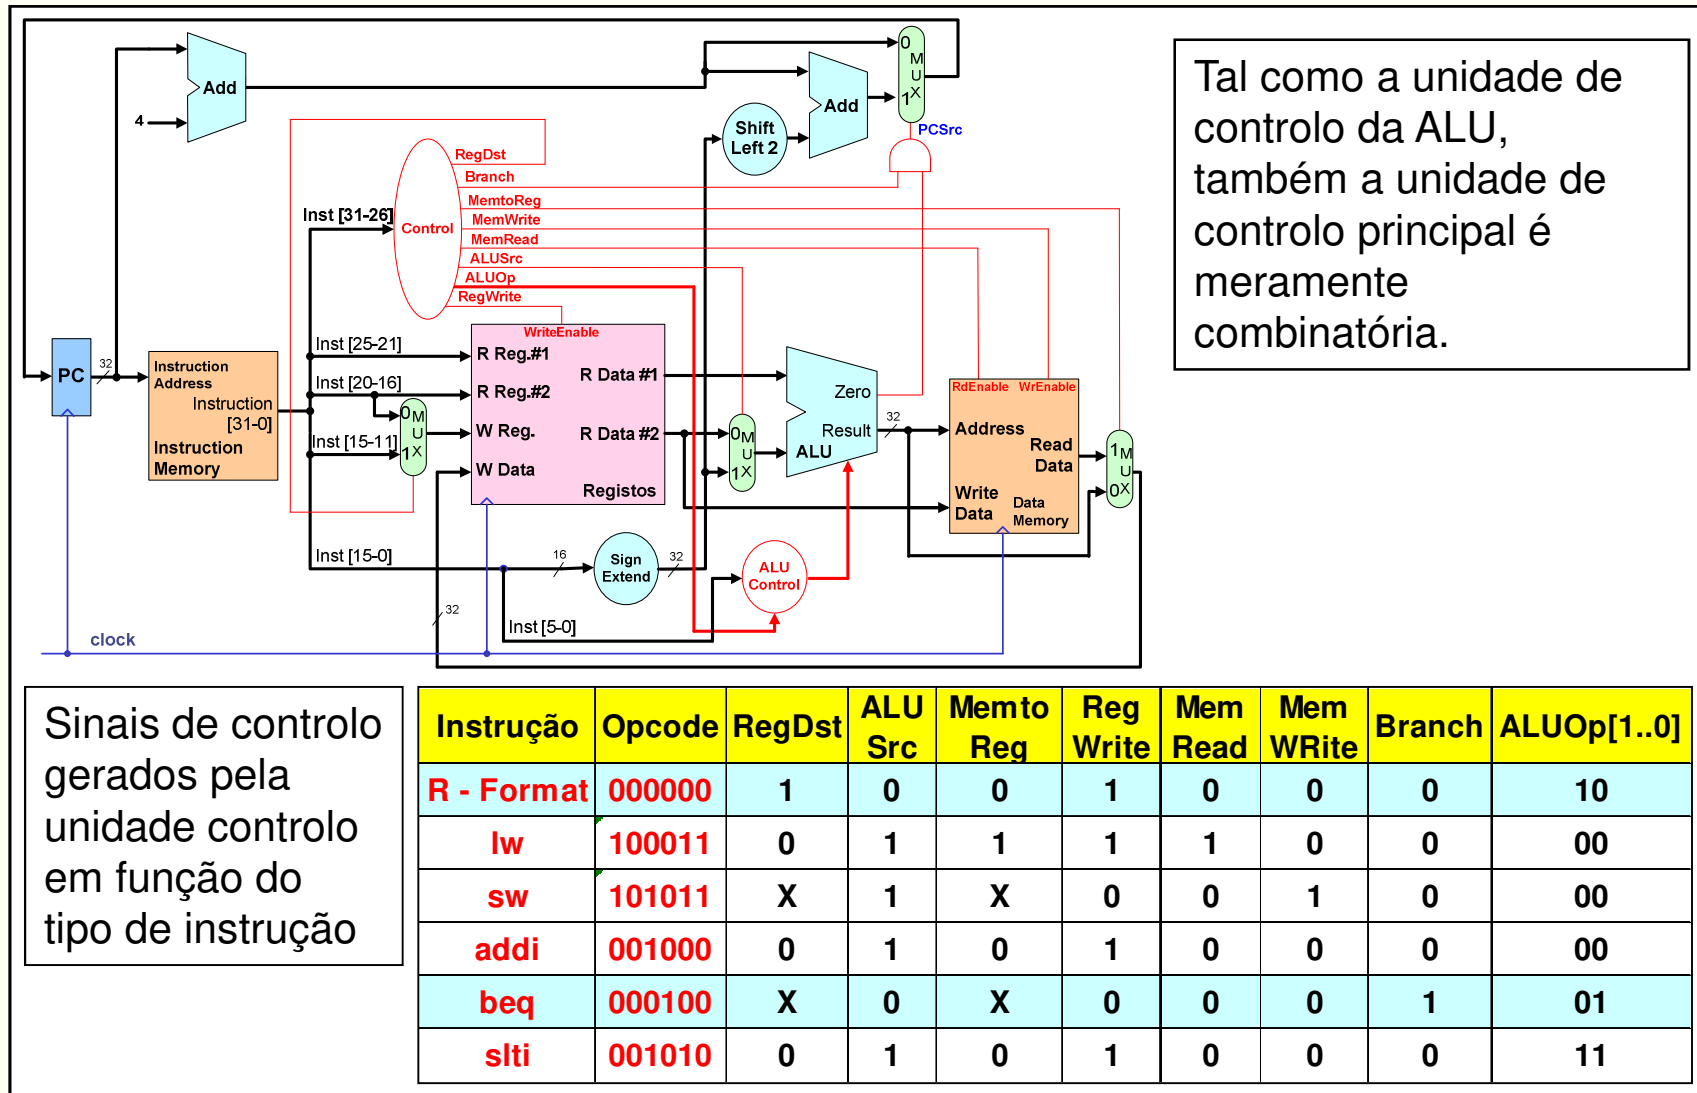 Add
4
0
M
U
X
1
Add
Shift
Left 2
PCSrc
RegDst
Branch
MemtoReg
MemWrite
MemRead
ALUSrc
ALUOp
RegWrite
Inst [31-26]
Control
Tal como a unidade de
controlo da ALU,
também a unidade de
controlo principal é
meramente
combinatória.
PC
32
Instruction
Address
Instruction
[31-0]
Instruction
Memory
Inst [25-21]
Inst [20-16]
Inst [15-11]
0
M
U
X
1
WriteEnable
R Reg.#1
R Reg.#2
W Reg.
W Data
R Data #1
R Data #2
Registos
0
M
U
X
1
Zero
Result
ALU
32
RdEnable WrEnable
Address
Read
Data
Write
Data
Data
Memory
1
M
U
X
0
Inst [15-0]
16
Sign
Extend
32
ALU
Control
Inst [5-0]
32
clock
Sinais de controlo
gerados pela
unidade controlo
em função do
tipo de instrução
Instrução Opcode RegDst ALU Src Memto Reg Reg Write Mem Read Mem WRite Branch ALUOp[1..0]
R - Format 000000 1 0 0 1 0 0 0 10
lw 100011 0 1 1 1 1 0 0 00
sw 101011 X 1 X 0 0 1 0 00
addi 001000 0 1 0 1 0 0 0 00
beq 000100 X 0 X 0 0 0 1 01
slti 001010 0 1 0 1 0 0 0 11